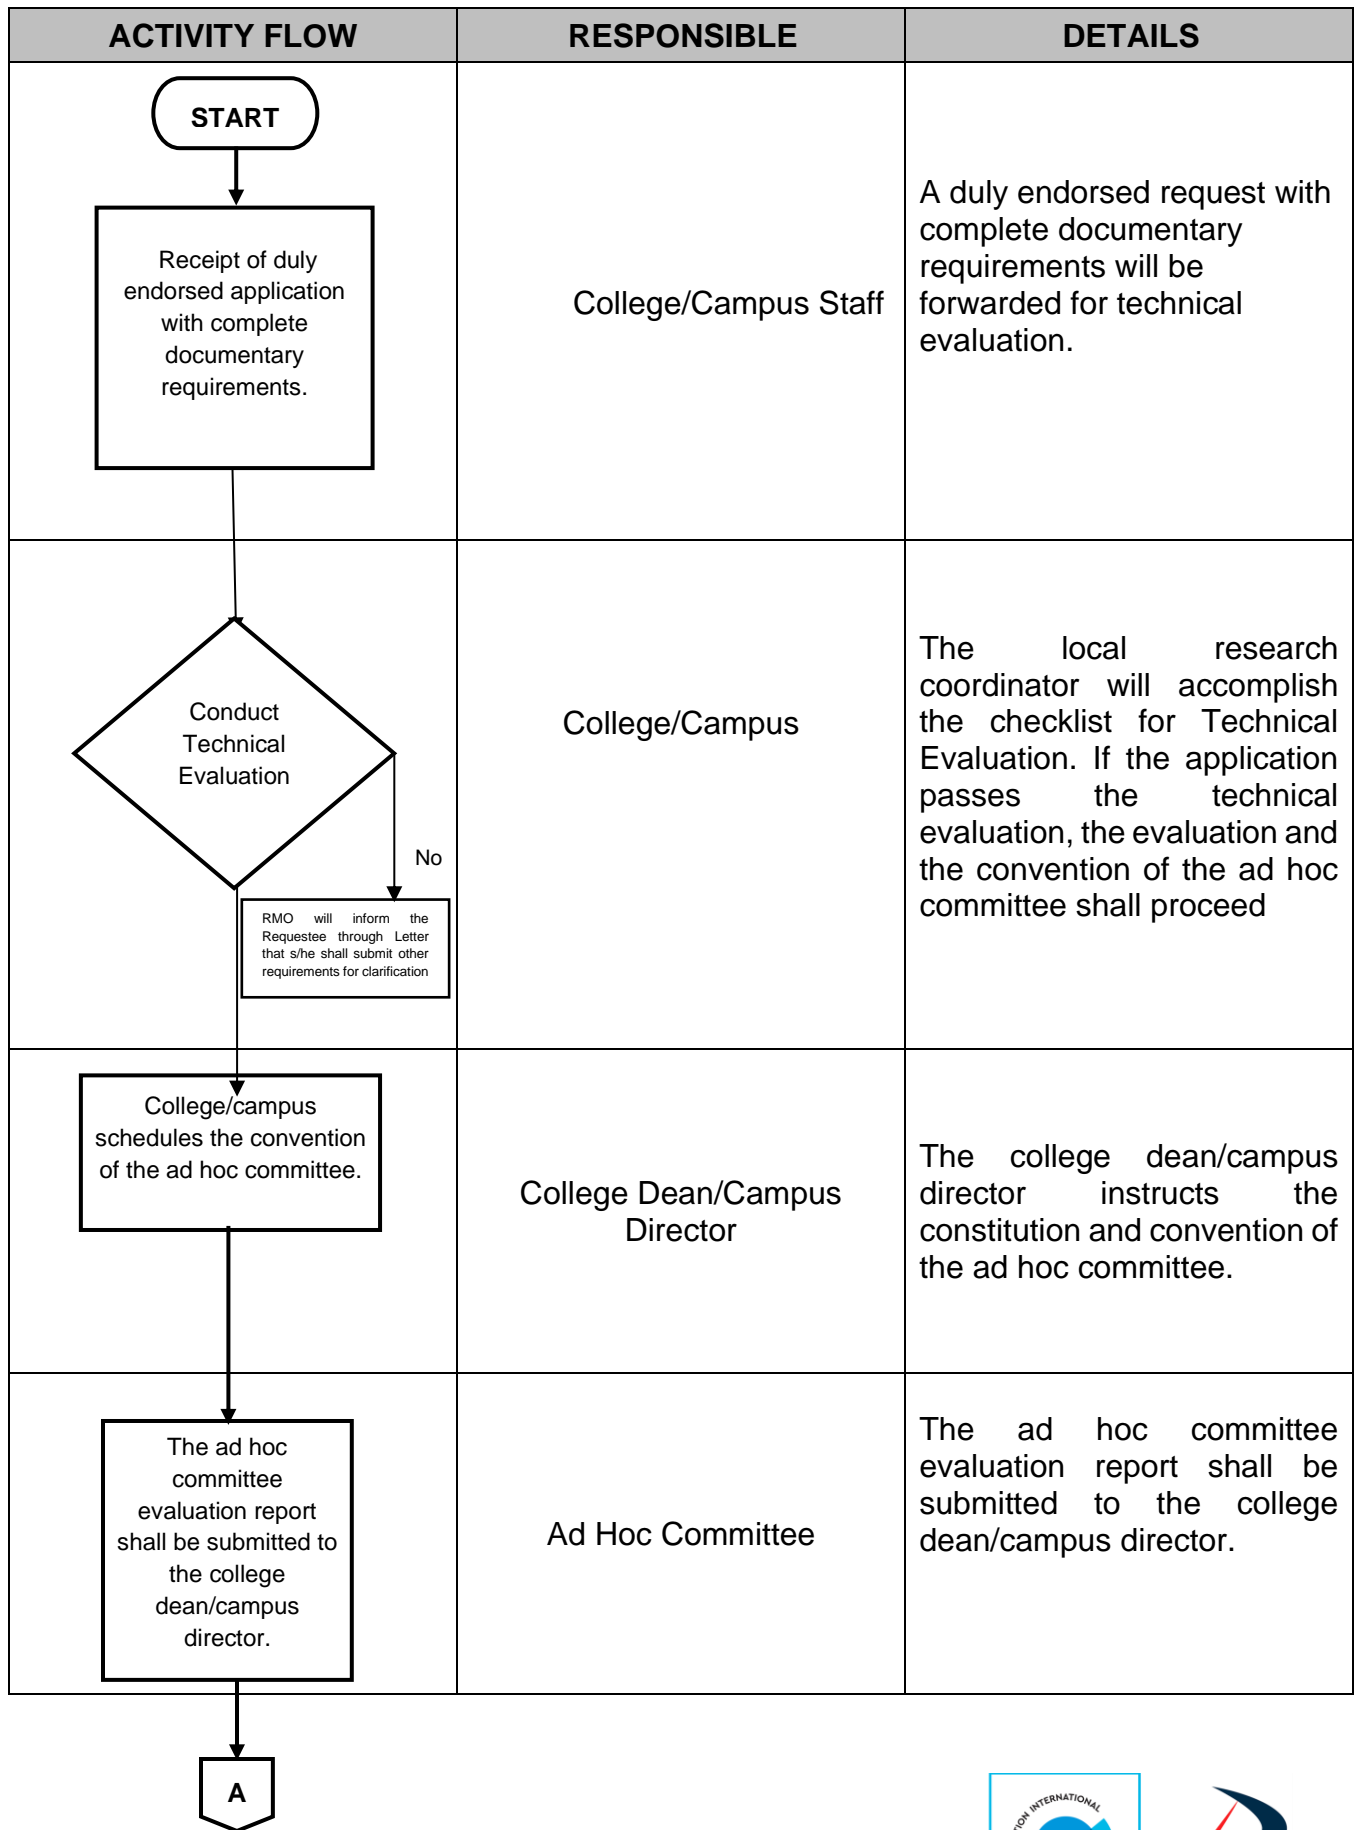 ACTIVITY FLOW
RESPONSIBLE
DETAILS
START
Receipt of duly
endorsed application
with complete
documentary
requirements.
College/Campus Staff
A duly endorsed request with
complete documentary
requirements will be
forwarded for technical
evaluation.
Conduct
Technical
Evaluation
No
RMO will inform the
Requestee through Letter
that s/he shall submit other
requirements for clarification
College/Campus
The local research
coordinator will accomplish
the checklist for Technical
Evaluation. If the application
passes the technical
evaluation, the evaluation and
the convention of the ad hoc
committee shall proceed
College/campus
schedules the convention
of the ad hoc committee.
College Dean/Campus
Director
The college dean/campus
director instructs the
constitution and convention of
the ad hoc committee.
The ad hoc
committee
evaluation report
shall be submitted to
the college
dean/campus
director.
Ad Hoc Committee
The ad hoc committee
evaluation report shall be
submitted to the college
dean/campus director.
A
INTERNATIONAL